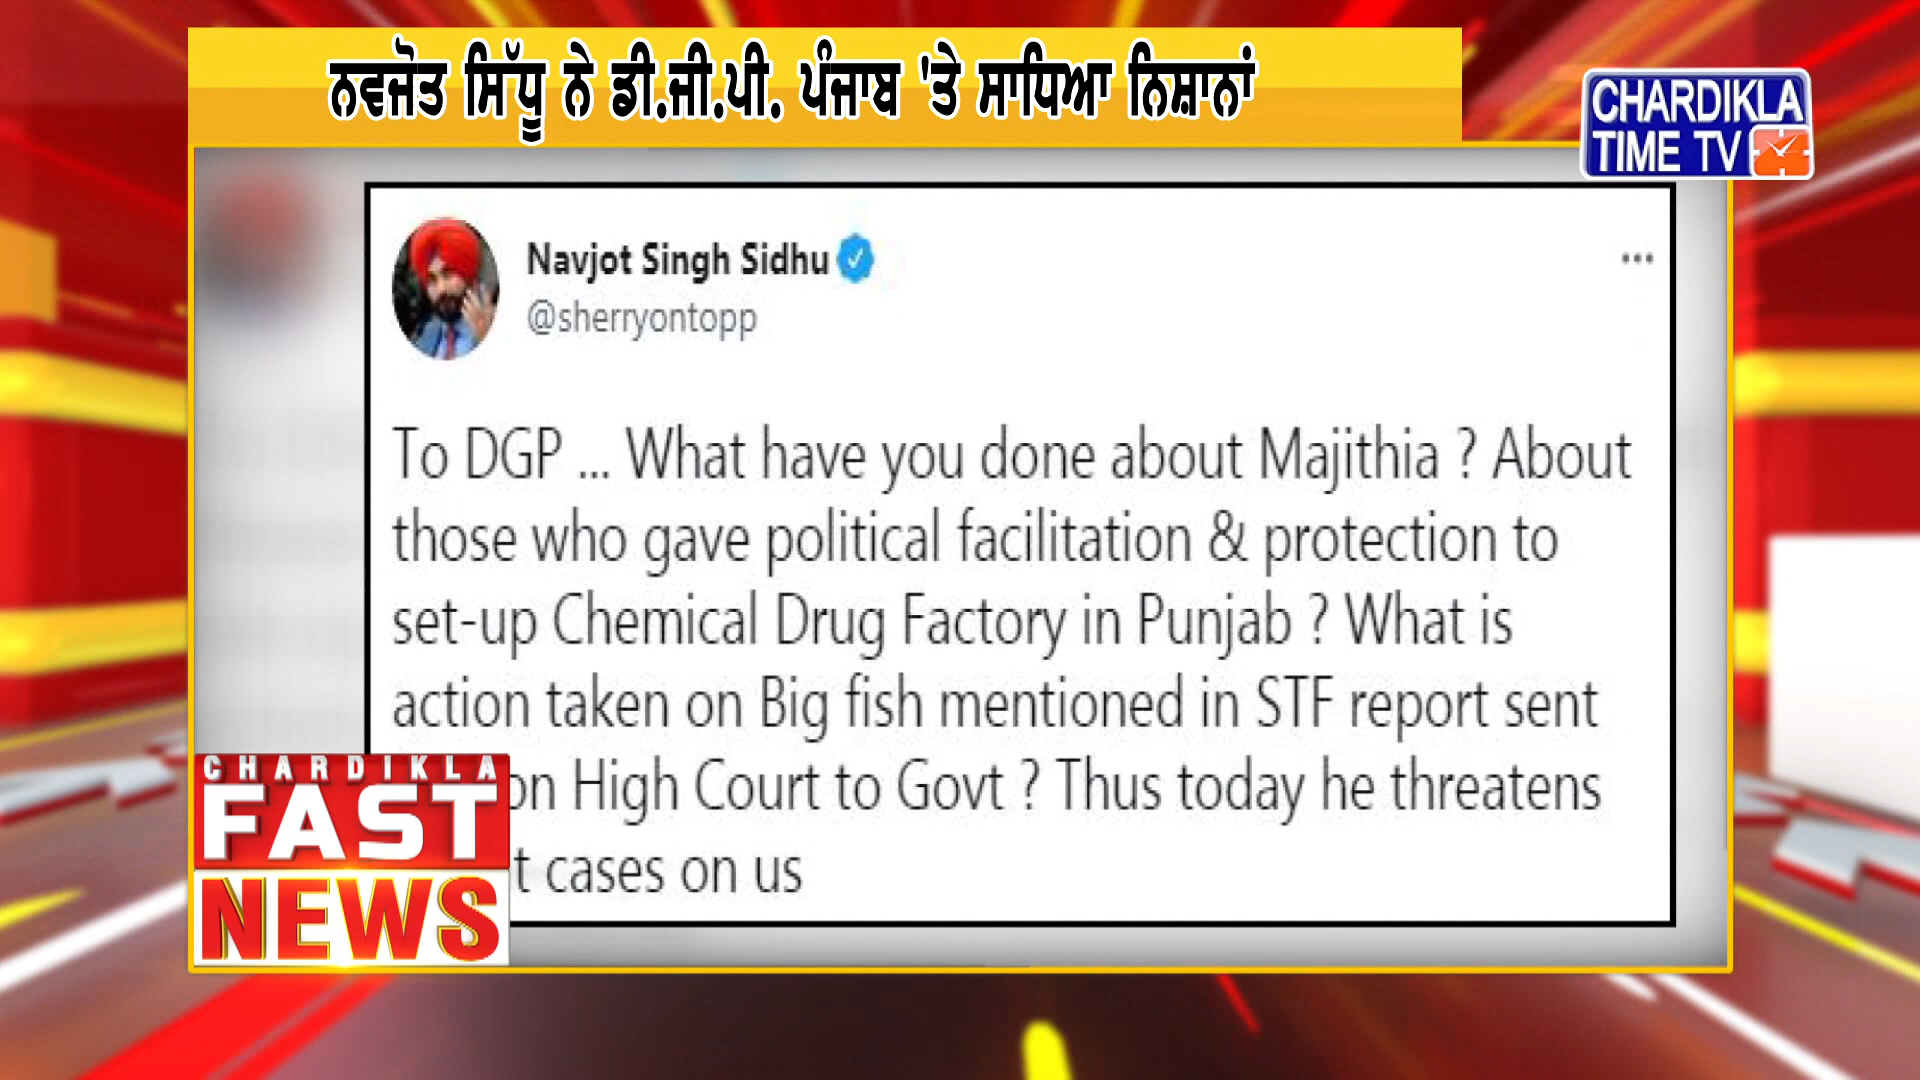 ਨਵਜੋਤ ਸਿੱਧੂ ਨੇ ਡੀ.ਜੀ.ਪੀ. ਪੰਜਾਬ 'ਤੇ ਸਾਧਿਆ ਨਿਸ਼ਾਨਾਂ
CHARDIKLA
TIME TV
Navjot Singh Sidhu
@sherryontopp
To DGP ... What have you done about Majithia ? About
those who gave political facilitation & protection to
set-up Chemical Drug Factory in Punjab ? What is
action taken on Big fish mentioned in STF report sent
on High Court to Govt ? Thus today he threatens
t cases on us
CHARDIKLA
FAST
NEWS